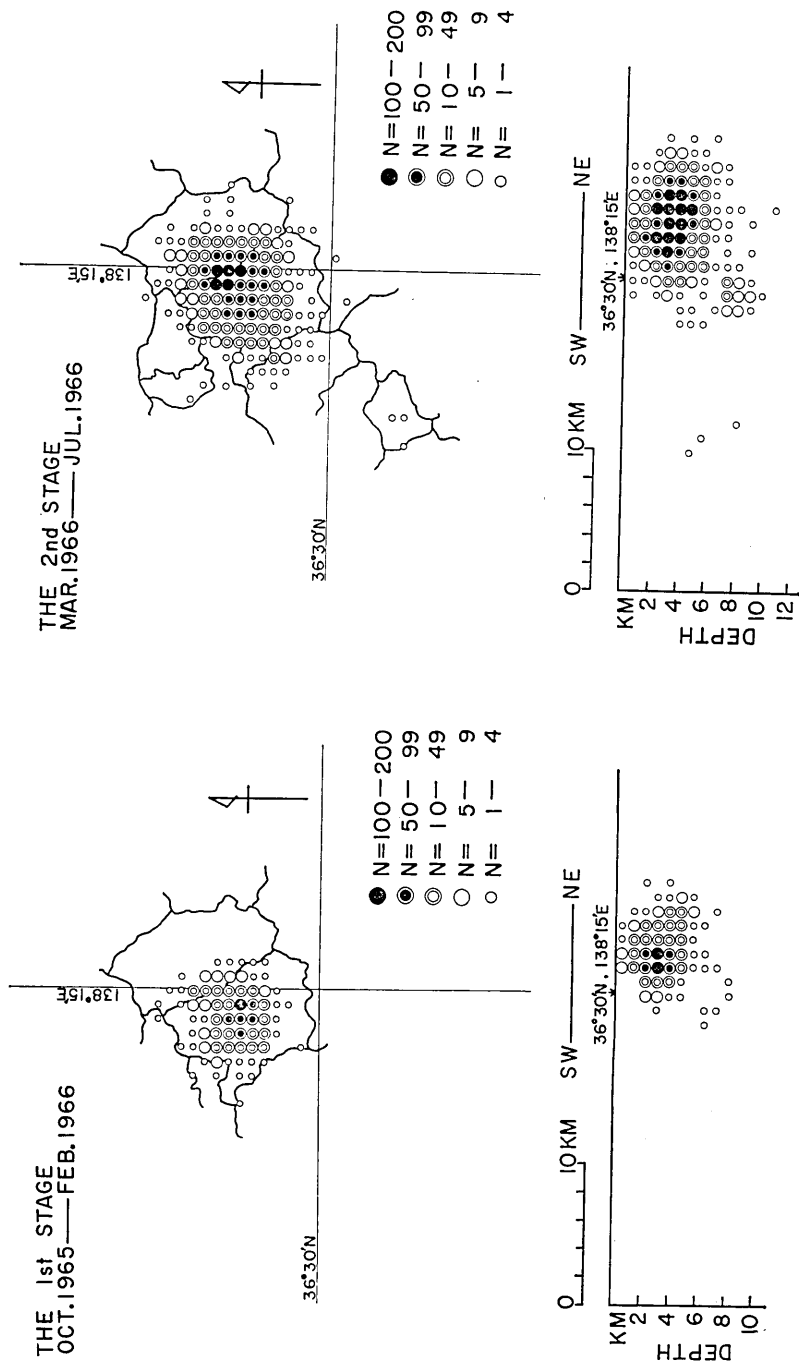 THE 1st STAGE
OCT.1965——FEB.1966
138°15'E
36°30'N
N=100—200
N= 50— 99
N= 10— 49
N= 5— 9
N= 1— 4
0 10KM SW———NE
36°30'N, 138°15'E
KM
2
4
6
8
10
DEPTH
THE 2nd STAGE
MAR.1966——JUL.1966
138°15'E
36°30'N
N=100—200
N= 50— 99
N= 10— 49
N= 5— 9
N= 1— 4
0 10KM SW———NE
36°30'N, 138°15'E
KM
2
4
6
8
10
12
DEPTH